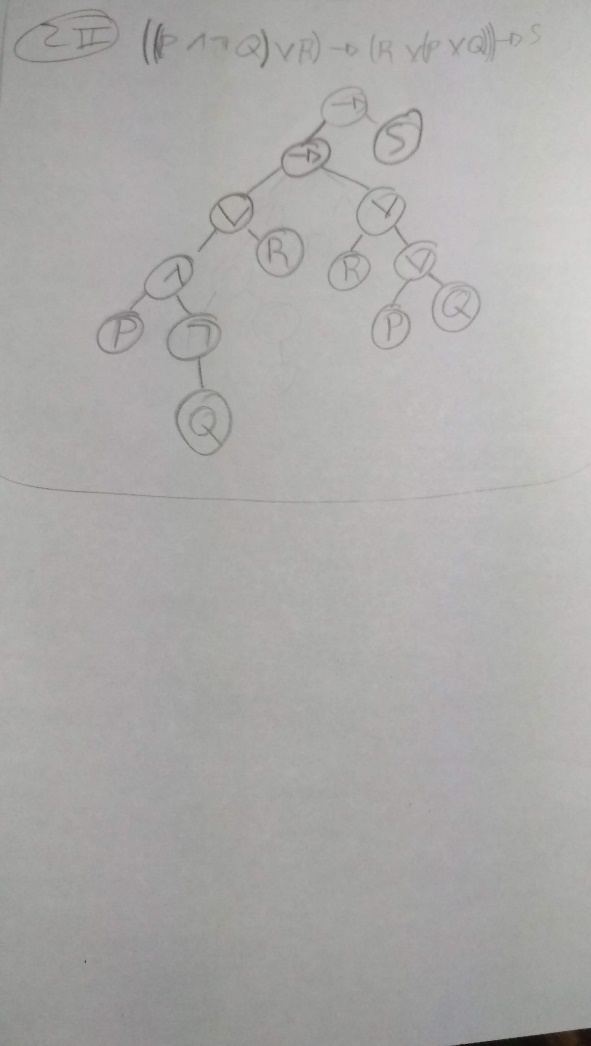 2 II ((P ∧ ¬ Q) ∨ R) → (R ∨ (P ∨ Q)) → S
→
→ S
∨ ∨
∧ R R ∨
P ¬ P Q
Q